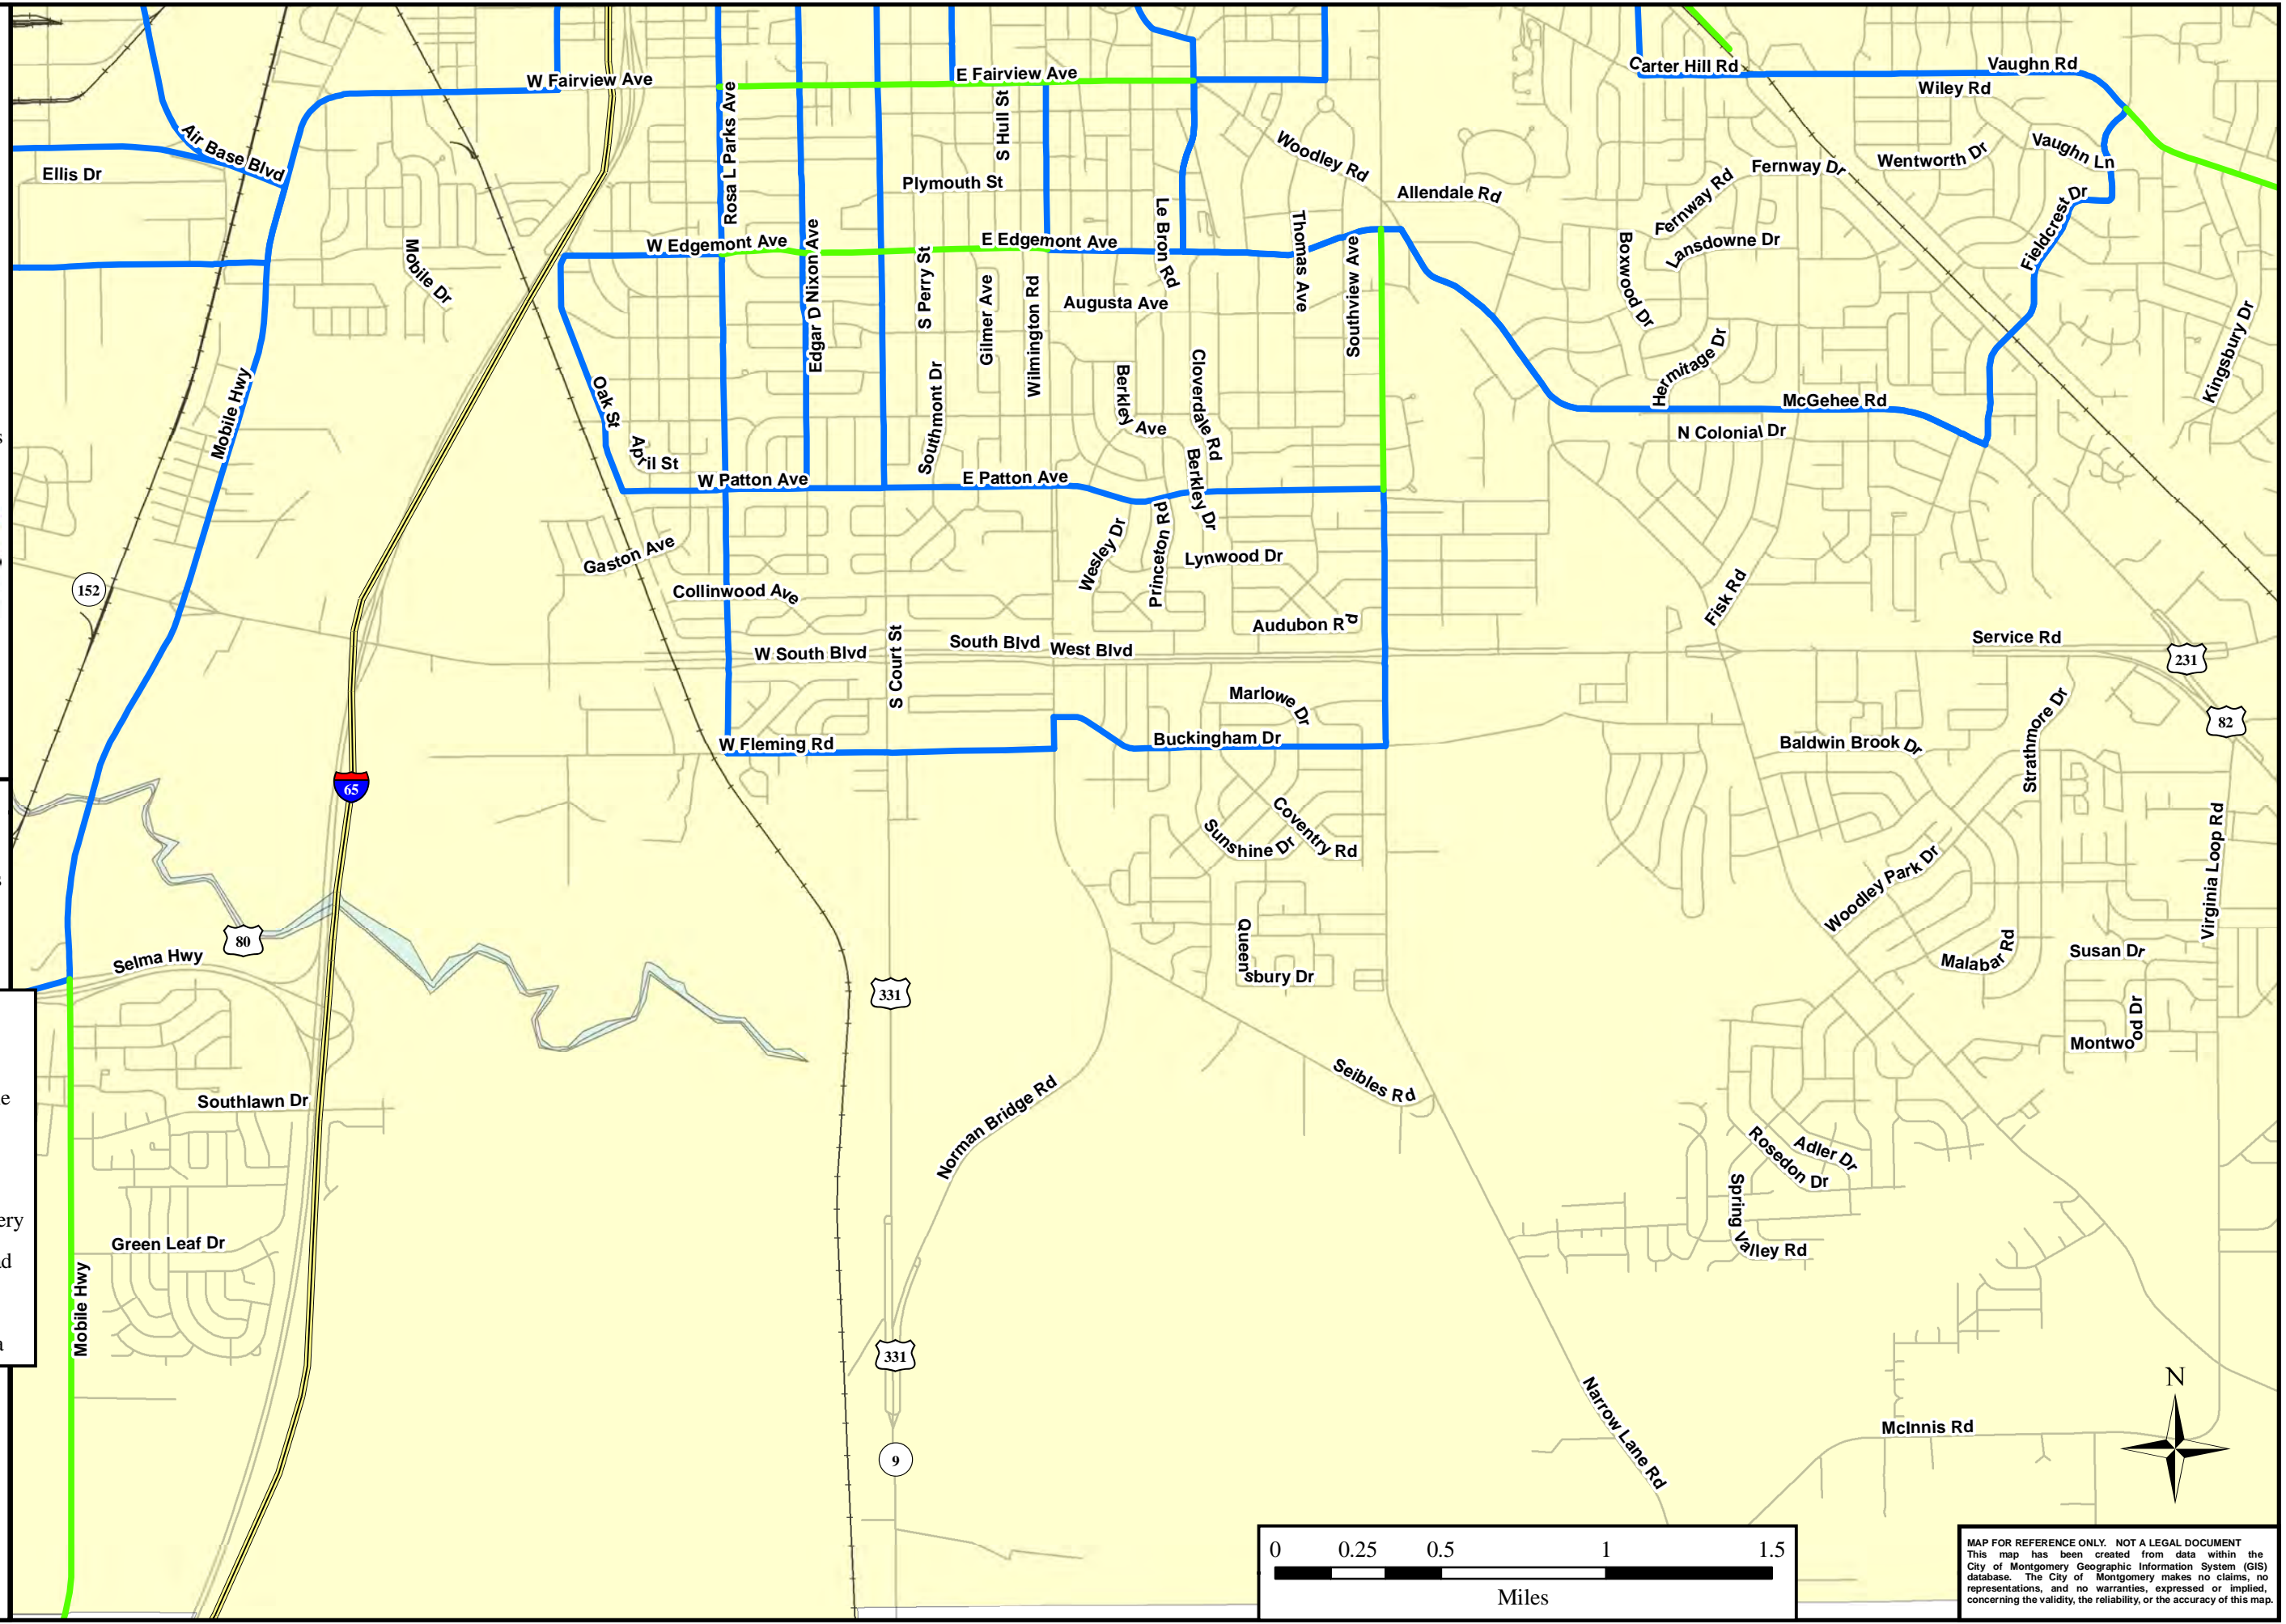 W Fairview Ave
E Fairview Ave
Carter Hill Rd
Vaughn Rd
Wiley Rd
Rosa L Parks Ave
S Hull St
Air Base Blvd
Ellis Dr
Woodley Rd
Plymouth St
Allendale Rd
Fernway Rd
Fernway Dr
Wentworth Dr
Vaughn Ln
Fieldcrest Dr
Mobile Dr
W Edgemont Ave
E Edgemont Ave
Edgar D Nixon Ave
S Perry St
Gilmer Ave
Wilmington Rd
Le Bron Rd
Augusta Ave
Thomas Ave
Southview Ave
Boxwood Dr
Lansdowne Dr
Hermitage Dr
Kingsbury Dr
Mobile Hwy
Oak St
April St
Southmont Dr
Berkley Ave
Cloverdale Rd
Berkley Dr
McGehee Rd
N Colonial Dr
W Patton Ave
E Patton Ave
Gaston Ave
Wesley Dr
Princeton Rd
Lynwood Dr
152
Collinwood Ave
Audubon Rd
Fisk Rd
S Court St
W South Blvd
South Blvd
West Blvd
Service Rd
231
Marlowe Dr
82
W Fleming Rd
Buckingham Dr
Baldwin Brook Dr
Strathmore Dr
65
Sunshine Dr
Coventry Rd
Virginia Loop Rd
Woodley Park Dr
80
Selma Hwy
Queensbury Dr
Malabar Rd
Susan Dr
331
Montwood Dr
Southlawn Dr
Norman Bridge Rd
Seibles Rd
Rosedon Dr
Adler Dr
Spring Valley Rd
Green Leaf Dr
Mobile Hwy
331
Narrow Lane Rd
McInnis Rd
N
9
0 0.25 0.5 1 1.5
Miles
MAP FOR REFERENCE ONLY. NOT A LEGAL DOCUMENT
This map has been created from data within the
City of Montgomery Geographic Information System (GIS)
database. The City of Montgomery makes no claims, no
representations, and no warranties, expressed or implied,
concerning the validity, the reliability, or the accuracy of this map.